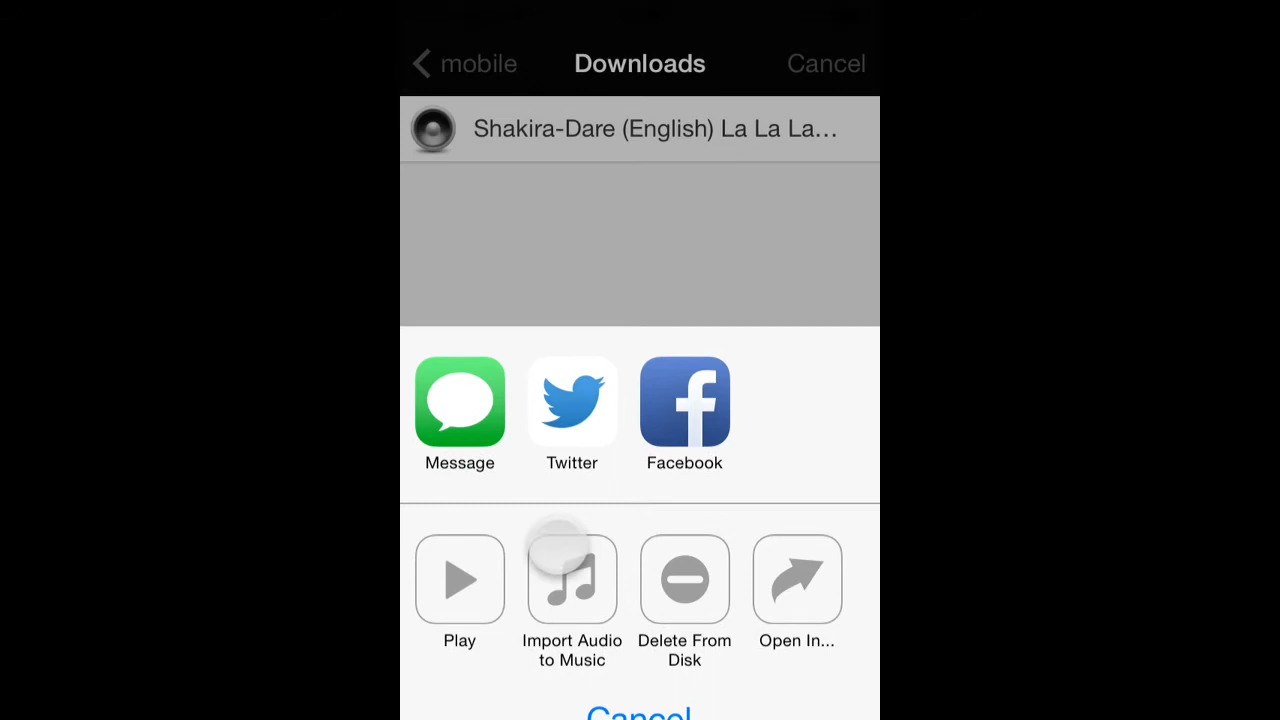 mobile Downloads Cancel
Shakira-Dare (English) La La La...
Message Twitter Facebook
Play Import Audio to Music Delete From Disk Open In...
Cancel